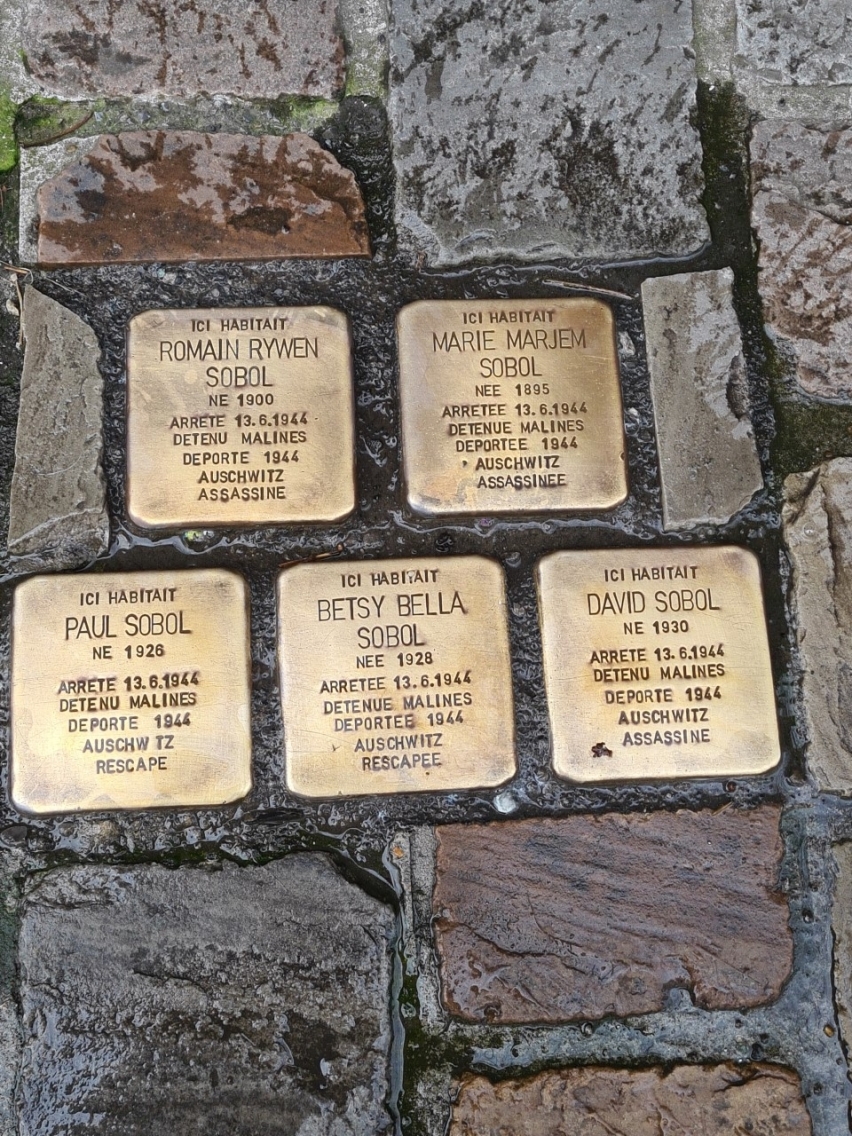 ICI HABITAIT
ROMAIN RYWEN
SOBOL
NE 1900
ARRETE 13.6.1944
DETENU MALINES
DEPORTE 1944
AUSCHWITZ
ASSASSINE
ICI HABITAIT
MARIE MARJEM
SOBOL
NEE 1895
ARRETEE 13.6.1944
DETENUE MALINES
DEPORTEE 1944
AUSCHWITZ
ASSASSINEE
ICI HABITAIT
PAUL SOBOL
NE 1926
ARRETE 13.6.1944
DETENU MALINES
DEPORTE 1944
AUSCHWITZ
RESCAPE
ICI HABITAIT
BETSY BELLA
SOBOL
NEE 1928
ARRETEE 13.6.1944
DETENUE MALINES
DEPORTEE 1944
AUSCHWITZ
RESCAPEE
ICI HABITAIT
DAVID SOBOL
NE 1930
ARRETE 13.6.1944
DETENU MALINES
DEPORTE 1944
AUSCHWITZ
ASSASSINE